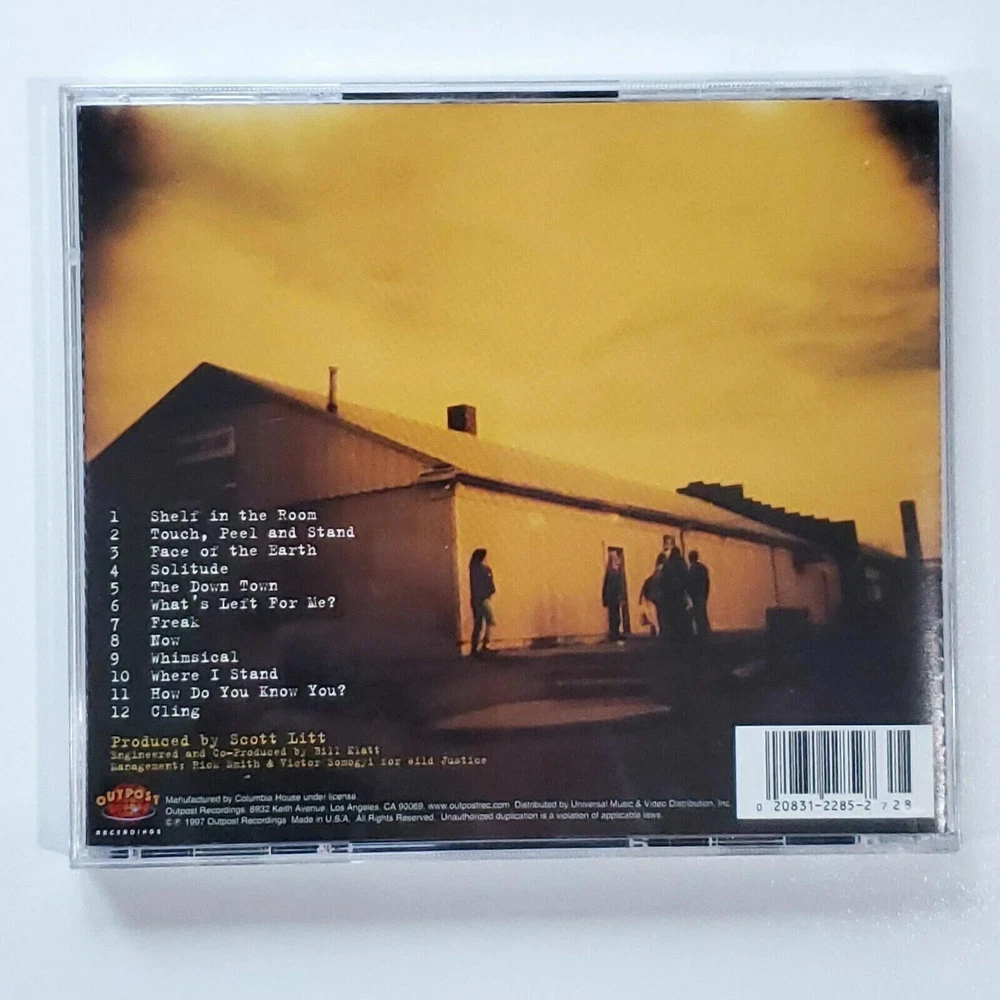 1 Shelf in the Room
2 Touch, Peel and Stand
3 Face of the Earth
4 Solitude
5 The Down Town
6 What's Left For Me?
7 Freak
8 Now
9 Whimsical
10 Where I Stand
11 How Do You Know You?
12 Cling
Produced by Scott Litt
Engineered and Co-Produced by Bill Klatt
Management: Rick Smith & Victor Somogyi for Wild Justice
OUTPOST
RECORDINGS
Manufactured by Columbia House under license.
Outpost Recordings, 8932 Keith Avenue, Los Angeles, CA 90069. www.outpostrec.com Distributed by Universal Music & Video Distribution, Inc.
©℗ 1997 Outpost Recordings Made in U.S.A. All Rights Reserved. Unauthorized duplication is a violation of applicable laws.
0 20831-2285-2 728